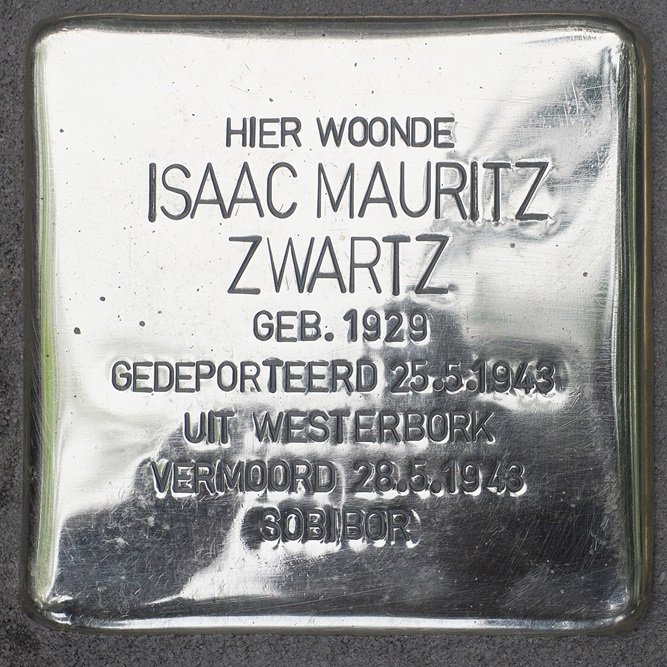 HIER WOONDE
ISAAC MAURITZ
ZWARTZ
GEB. 1929
GEDEPORTEERD 25.5.1943
UIT WESTERBORK
VERMOORD 28.5.1943
SOBIBOR